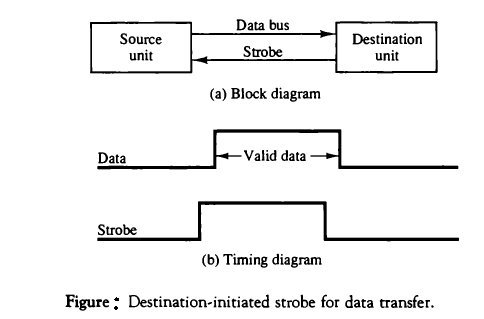 Data bus
Source unit
Strobe
Destination unit
(a) Block diagram
Data
Valid data
Strobe
(b) Timing diagram
Figure : Destination-initiated strobe for data transfer.